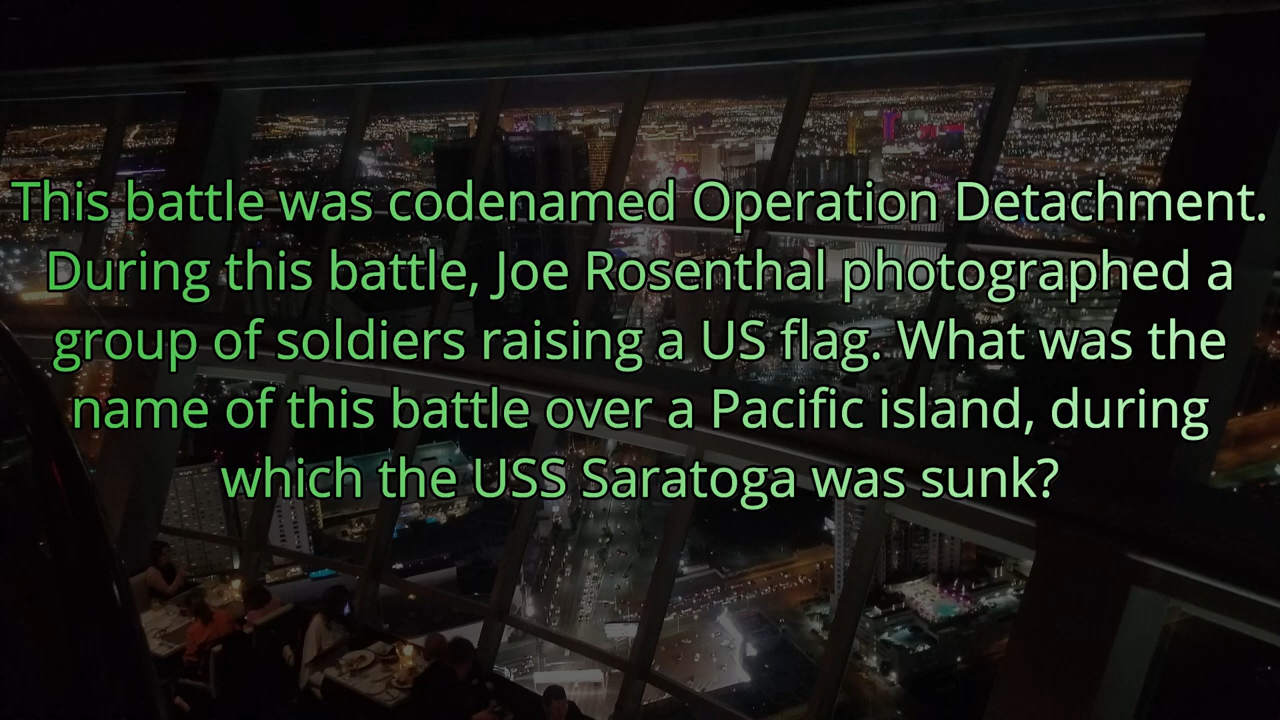 This battle was codenamed Operation Detachment.
During this battle, Joe Rosenthal photographed a
group of soldiers raising a US flag. What was the
name of this battle over a Pacific island, during
which the USS Saratoga was sunk?